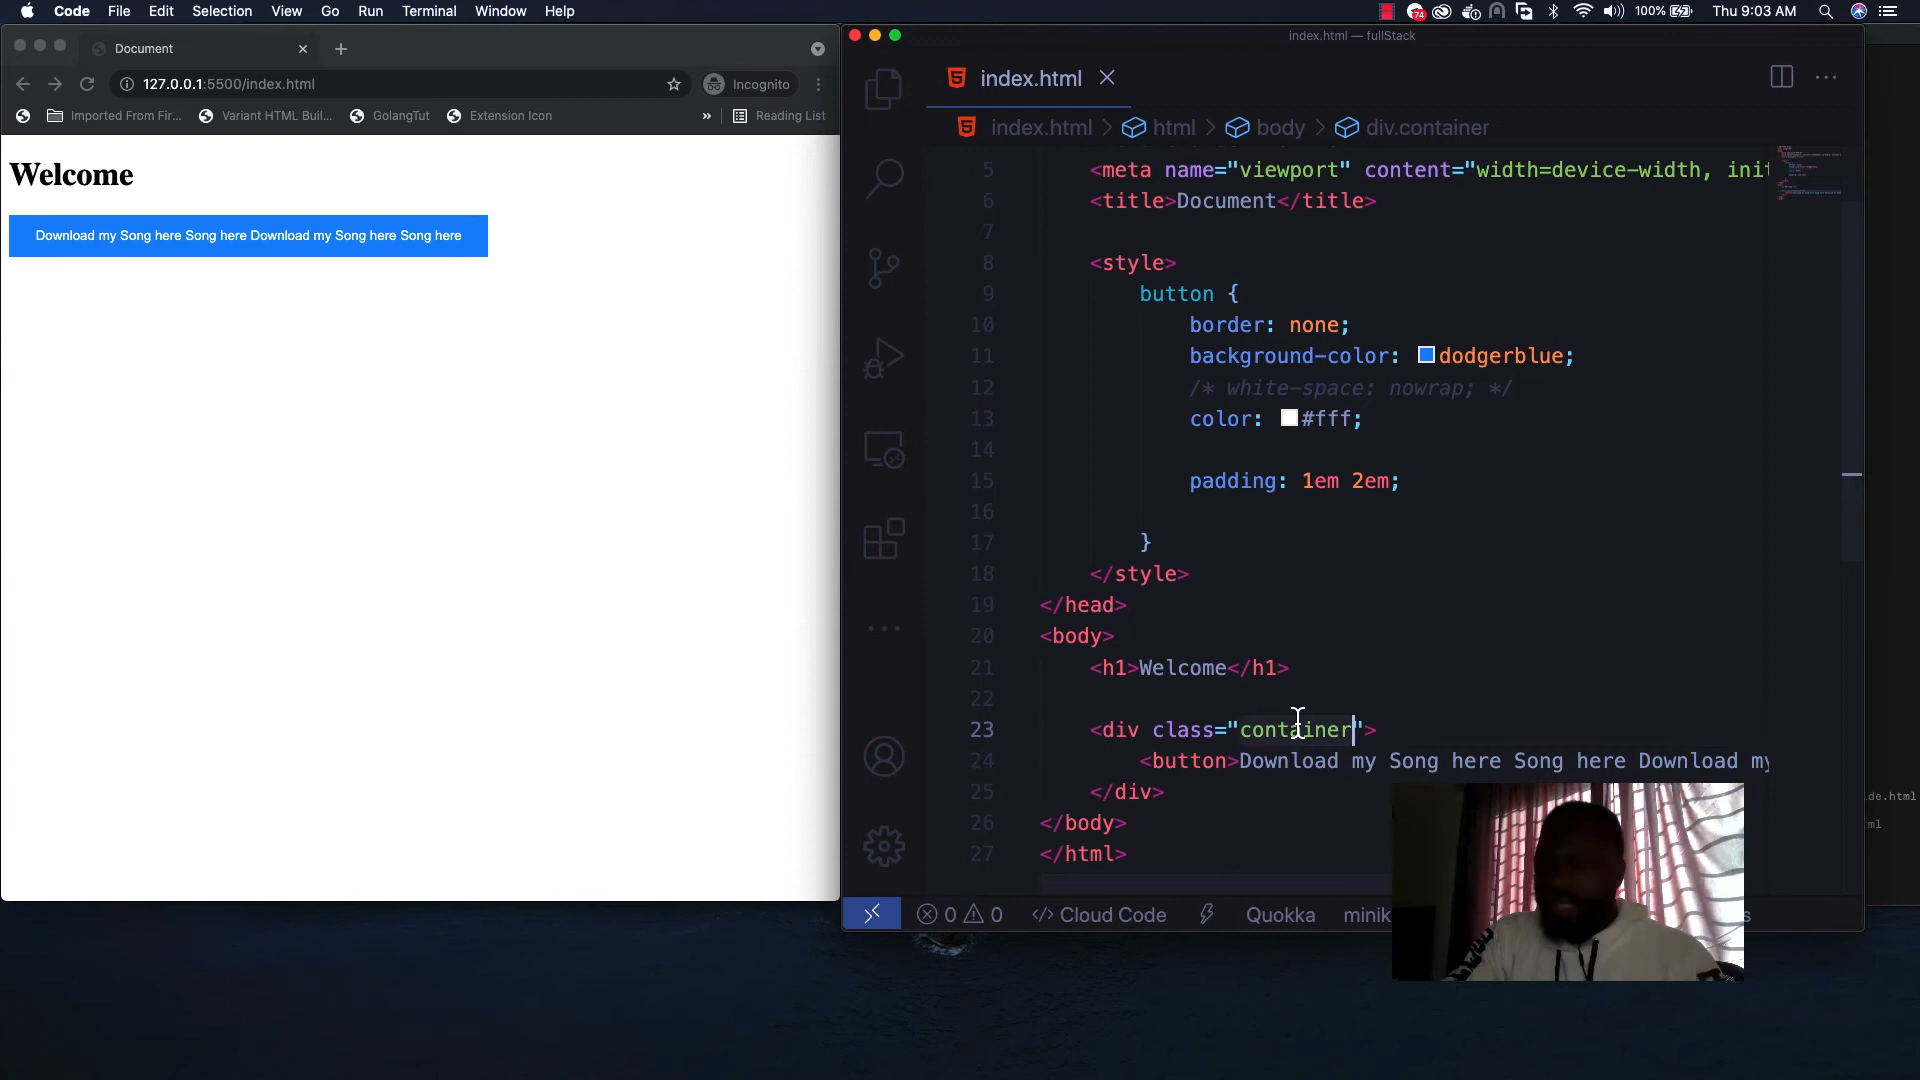 Code File Edit Selection View Go Run Terminal Window Help
74 100% Thu 9:03 AM
Document
127.0.0.1:5500/index.html
Incognito
Imported From Fir... Variant HTML Buil... GolangTut Extension Icon » Reading List
Welcome
Download my Song here Song here Download my Song here Song here
index.html — fullStack
index.html
index.html > html > body > div.container
5 <meta name="viewport" content="width=device-width, init
6 <title>Document</title>
7
8 <style>
9 button {
10 border: none;
11 background-color: dodgerblue;
12 /* white-space: nowrap; */
13 color: #fff;
14
15 padding: 1em 2em;
16
17 }
18 </style>
19 </head>
20 <body>
21 <h1>Welcome</h1>
22
23 <div class="container">
24 <button>Download my Song here Song here Download my
25 </div>
26 </body>
27 </html>
0 0 Cloud Code Quokka minik
de.html
ml